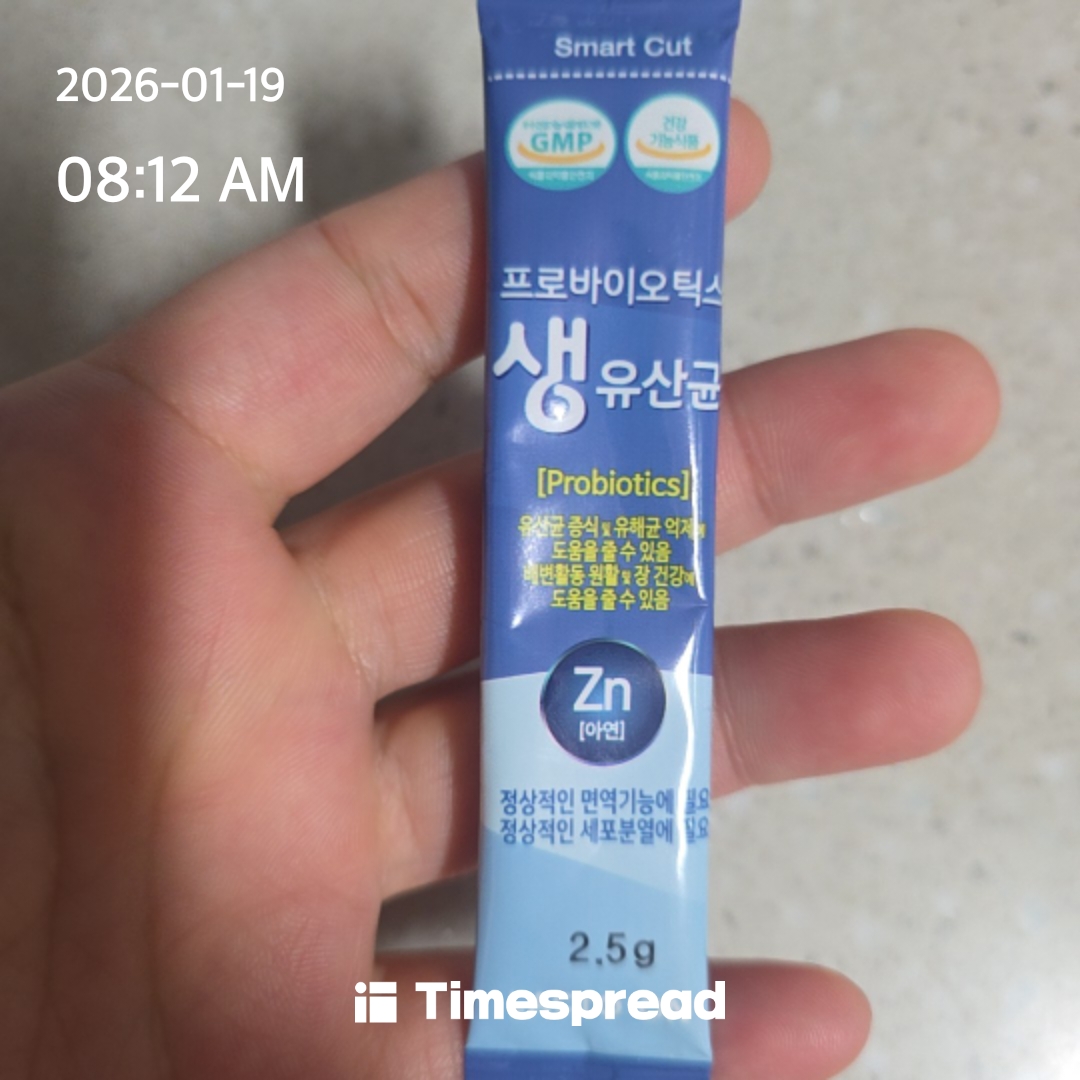 2026-01-19
08:12 AM
Smart Cut
GMP
건강
기능식품
프로바이오틱스
생 유산균
[Probiotics]
유산균 증식 및 유해균 억제에
도움을 줄 수 있음
배변활동 원활 및 장 건강에
도움을 줄 수 있음
Zn
[아연]
정상적인 면역기능에 필요
정상적인 세포분열에 필요
2.5g
Timespread